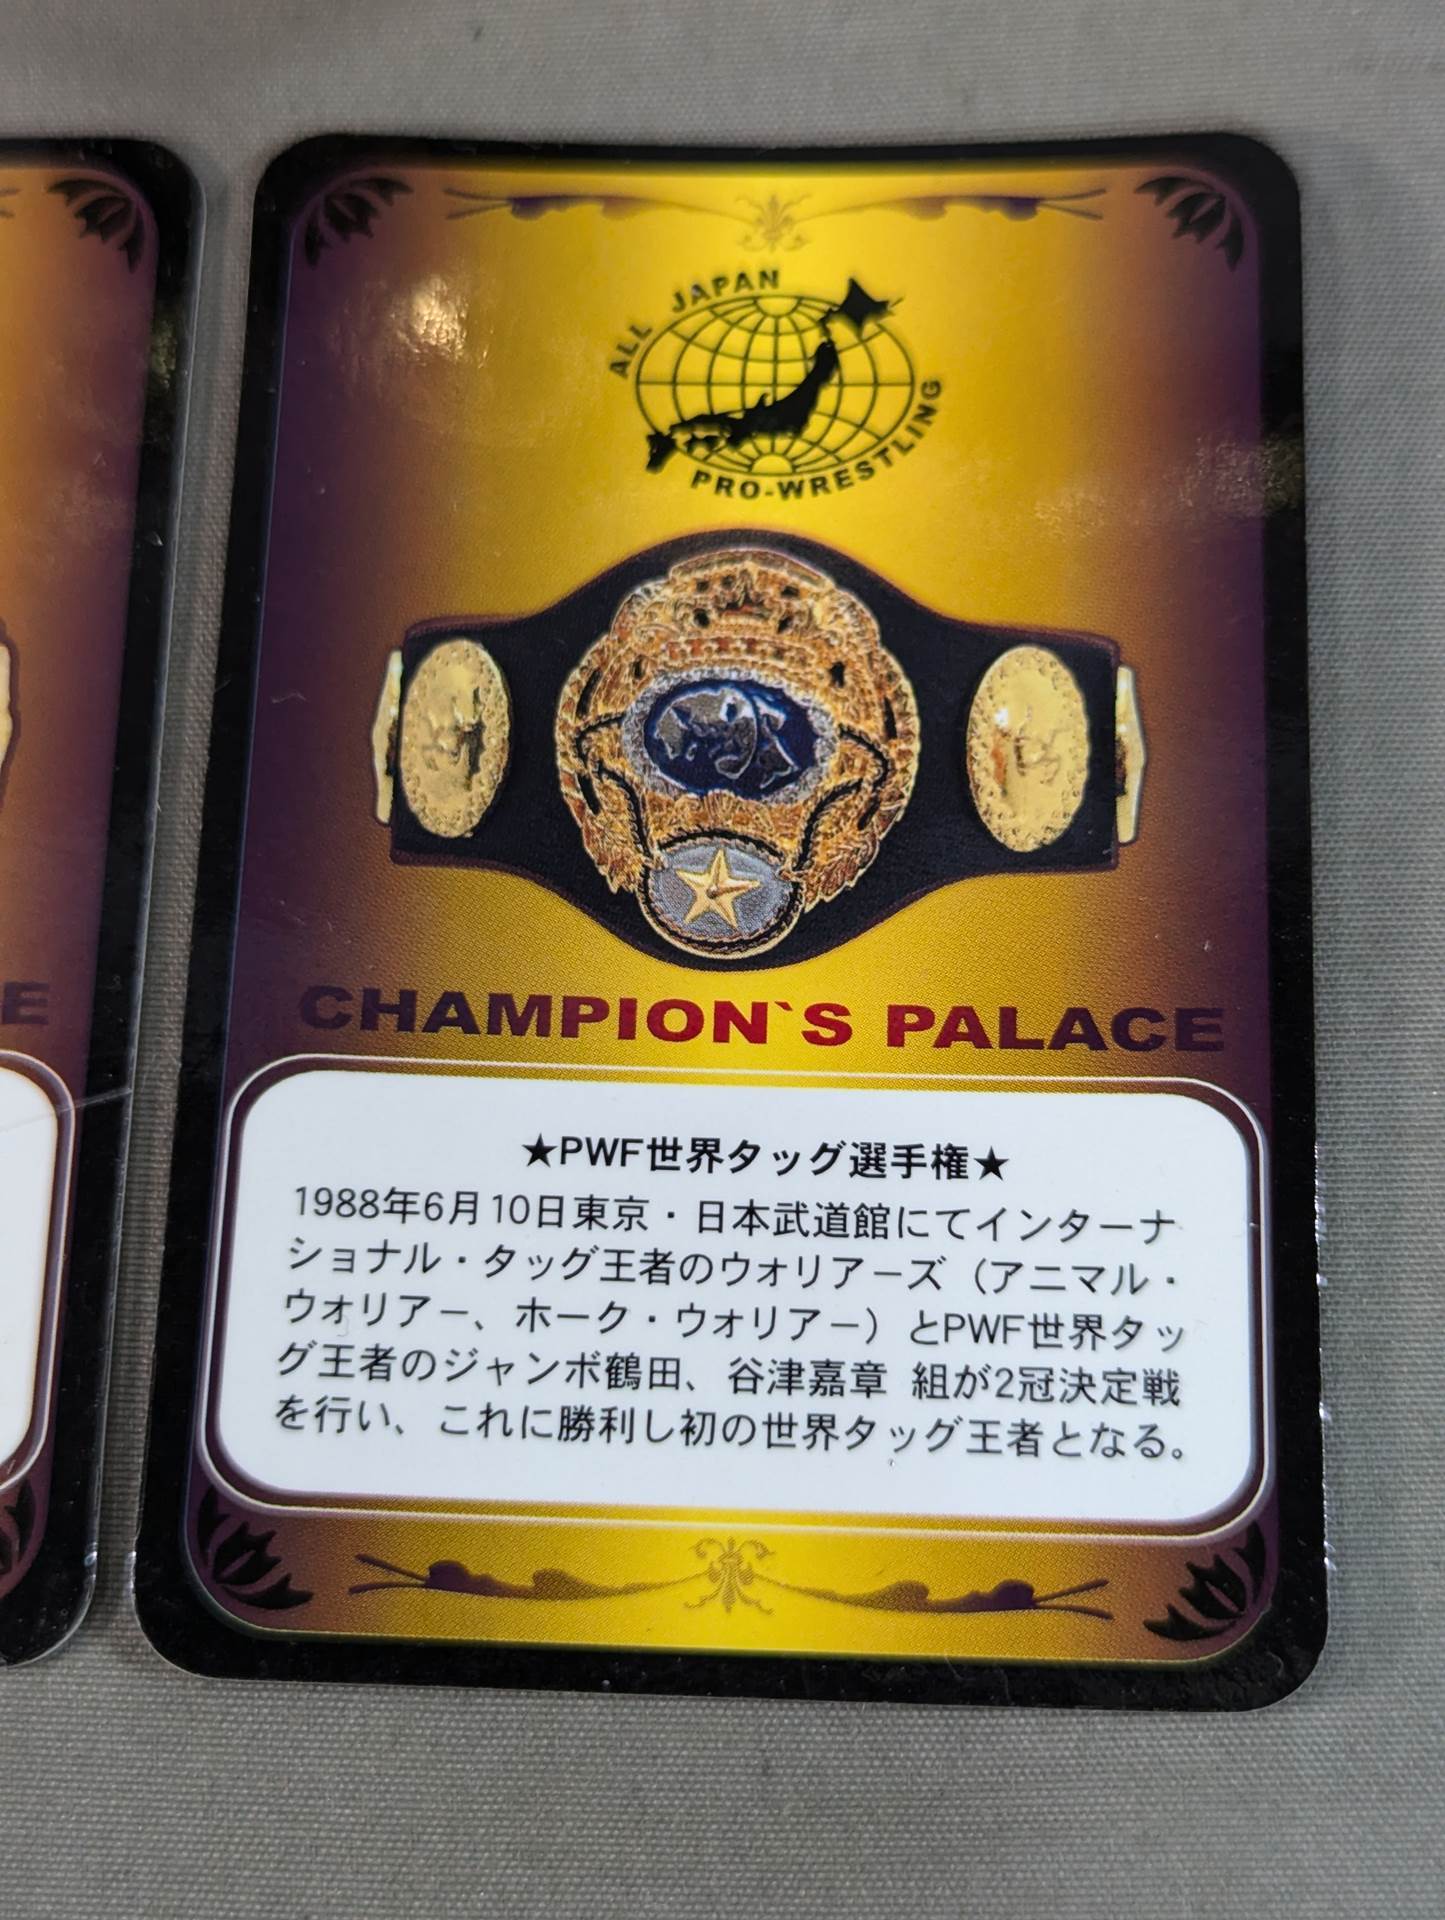 ALL JAPAN
PRO-WRESTLING
E
CHAMPION`S PALACE
★PWF世界タッグ選手権★
1988年6月10日東京・日本武道館にてインターナ
ショナル・タッグ王者のウォリアーズ（アニマル・
ウォリアー、ホーク・ウォリアー）とPWF世界タッ
グ王者のジャンボ鶴田、谷津嘉章 組が2冠決定戦
を行い、これに勝利し初の世界タッグ王者となる。